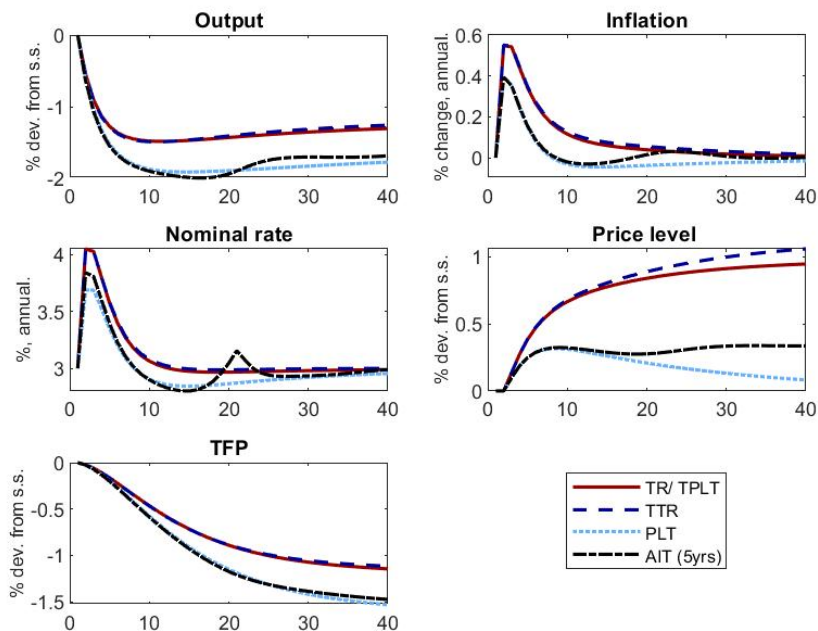 Output
% dev. from s.s.
0
-1
-2
0 10 20 30 40
Inflation
% change, annual.
0.6
0.4
0.2
0
0 10 20 30 40
Nominal rate
%, annual.
4
3.5
3
0 10 20 30 40
Price level
% dev. from s.s.
1
0.5
0
0 10 20 30 40
TFP
% dev. from s.s.
0
-0.5
-1
-1.5
0 10 20 30 40
TR/ TPLT
TTR
PLT
AIT (5yrs)